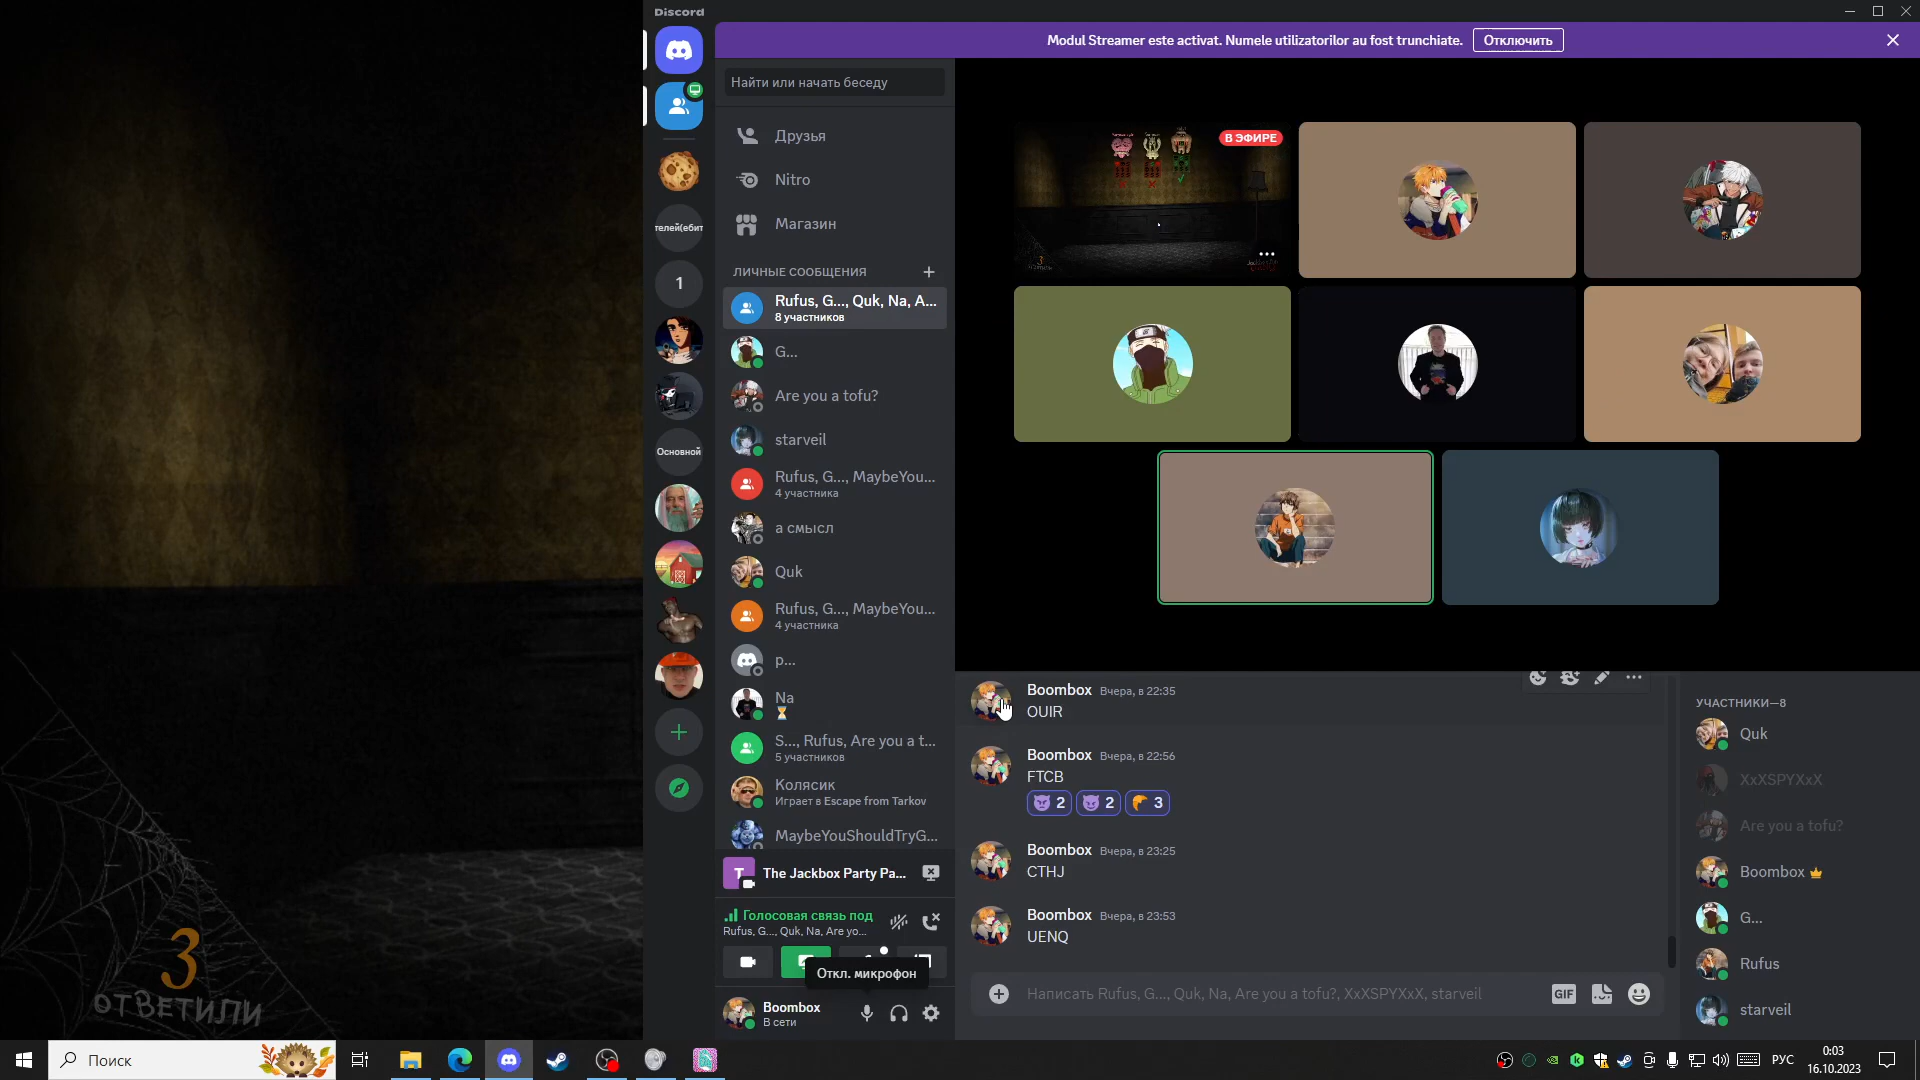 Discord
Modul Streamer este activat. Numele utilizatorilor au fost trunchiate.
Отключить
Найти или начать беседу
Друзья
Nitro
Магазин
ЛИЧНЫЕ СООБЩЕНИЯ
Rufus, G..., Quk, Na, A...
8 участников
G...
Are you a tofu?
starveil
Rufus, G..., MaybeYou...
4 участника
а смысл
Quk
Rufus, G..., MaybeYou...
4 участника
p...
Na
S..., Rufus, Are you a t...
5 участников
Колясик
Играет в Escape from Tarkov
MaybeYouShouldTryG...
The Jackbox Party Pa...
Голосовая связь под
Rufus, G..., Quk, Na, Are yo...
Откл. микрофон
Boombox
В сети
телей(ебит
1
Основной
T
В ЭФИРЕ
3
Boombox Вчера, в 22:35
OUIR
Boombox Вчера, в 22:56
FTCB
2 2 3
Boombox Вчера, в 23:25
CTHJ
Boombox Вчера, в 23:53
UENQ
Написать Rufus, G..., Quk, Na, Are you a tofu?, XxXSPYXxX, starveil
GIF
УЧАСТНИКИ—8
Quk
XxXSPYXxX
Are you a tofu?
Boombox
G...
Rufus
starveil
3
ОТВЕТИЛИ
Поиск
РУС
0:03
16.10.2023